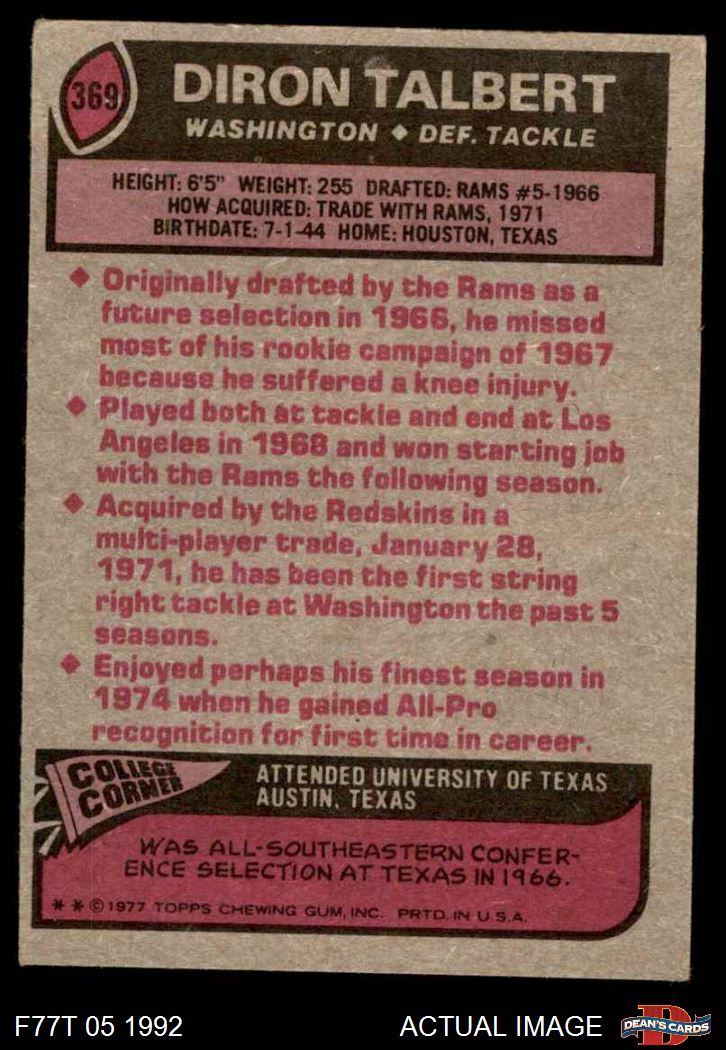 369
DIRON TALBERT
WASHINGTON ◆ DEF. TACKLE
HEIGHT: 6'5" WEIGHT: 255 DRAFTED: RAMS #5-1966
HOW ACQUIRED: TRADE WITH RAMS, 1971
BIRTHDATE: 7-1-44 HOME: HOUSTON, TEXAS
◆ Originally drafted by the Rams as a
future selection in 1966, he missed
most of his rookie campaign of 1967
because he suffered a knee injury.
◆ Played both at tackle and end at Los
Angeles in 1968 and won starting job
with the Rams the following season.
◆ Acquired by the Redskins in a
multi-player trade, January 28,
1971, he has been the first string
right tackle at Washington the past 5
seasons.
◆ Enjoyed perhaps his finest season in
1974 when he gained All-Pro
recognition for first time in career.
COLLEGE
CORNER
ATTENDED UNIVERSITY OF TEXAS
AUSTIN, TEXAS
WAS ALL-SOUTHEASTERN CONFER-
ENCE SELECTION AT TEXAS IN 1966.
* * © 1977 TOPPS CHEWING GUM, INC. PRTD. IN U.S.A.
F77T 05 1992
ACTUAL IMAGE
D
DEAN'S CARDS